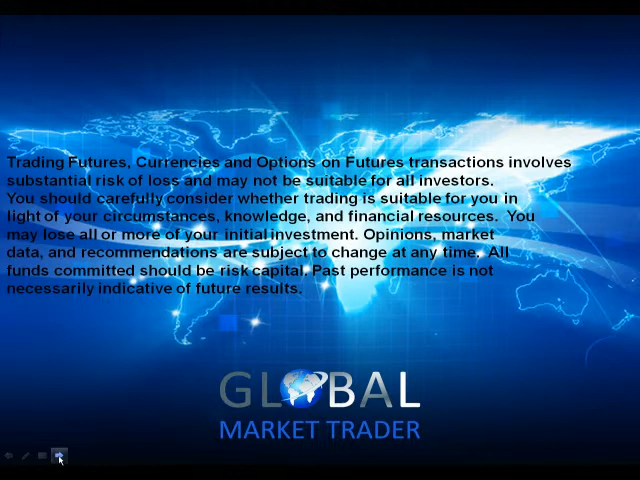 Trading Futures, Currencies and Options on Futures transactions involves
substantial risk of loss and may not be suitable for all investors.
You should carefully consider whether trading is suitable for you in
light of your circumstances, knowledge, and financial resources. You
may lose all or more of your initial investment. Opinions, market
data, and recommendations are subject to change at any time. All
funds committed should be risk capital. Past performance is not
necessarily indicative of future results.
GLOBAL
MARKET TRADER